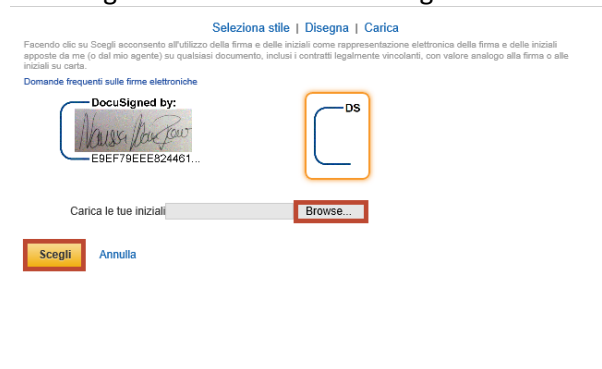 Seleziona stile | Disegna | Carica
Facendo clic su Scegli acconsento all'utilizzo della firma e delle iniziali come rappresentazione elettronica della firma e delle iniziali
apposte da me (o dal mio agente) su qualsiasi documento, inclusi i contratti legalmente vincolanti, con valore analogo alla firma o alle
iniziali su carta.
Domande frequenti sulle firme elettroniche
DocuSigned by:
E9EF79EEE824461...
DS
Carica le tue iniziali
Browse...
Scegli
Annulla